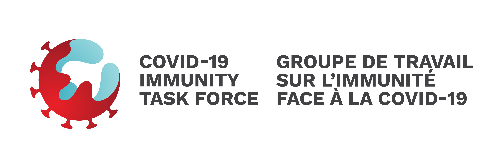 COVID-19
IMMUNITY
TASK FORCE
GROUPE DE TRAVAIL
SUR L'IMMUNITÉ
FACE À LA COVID-19